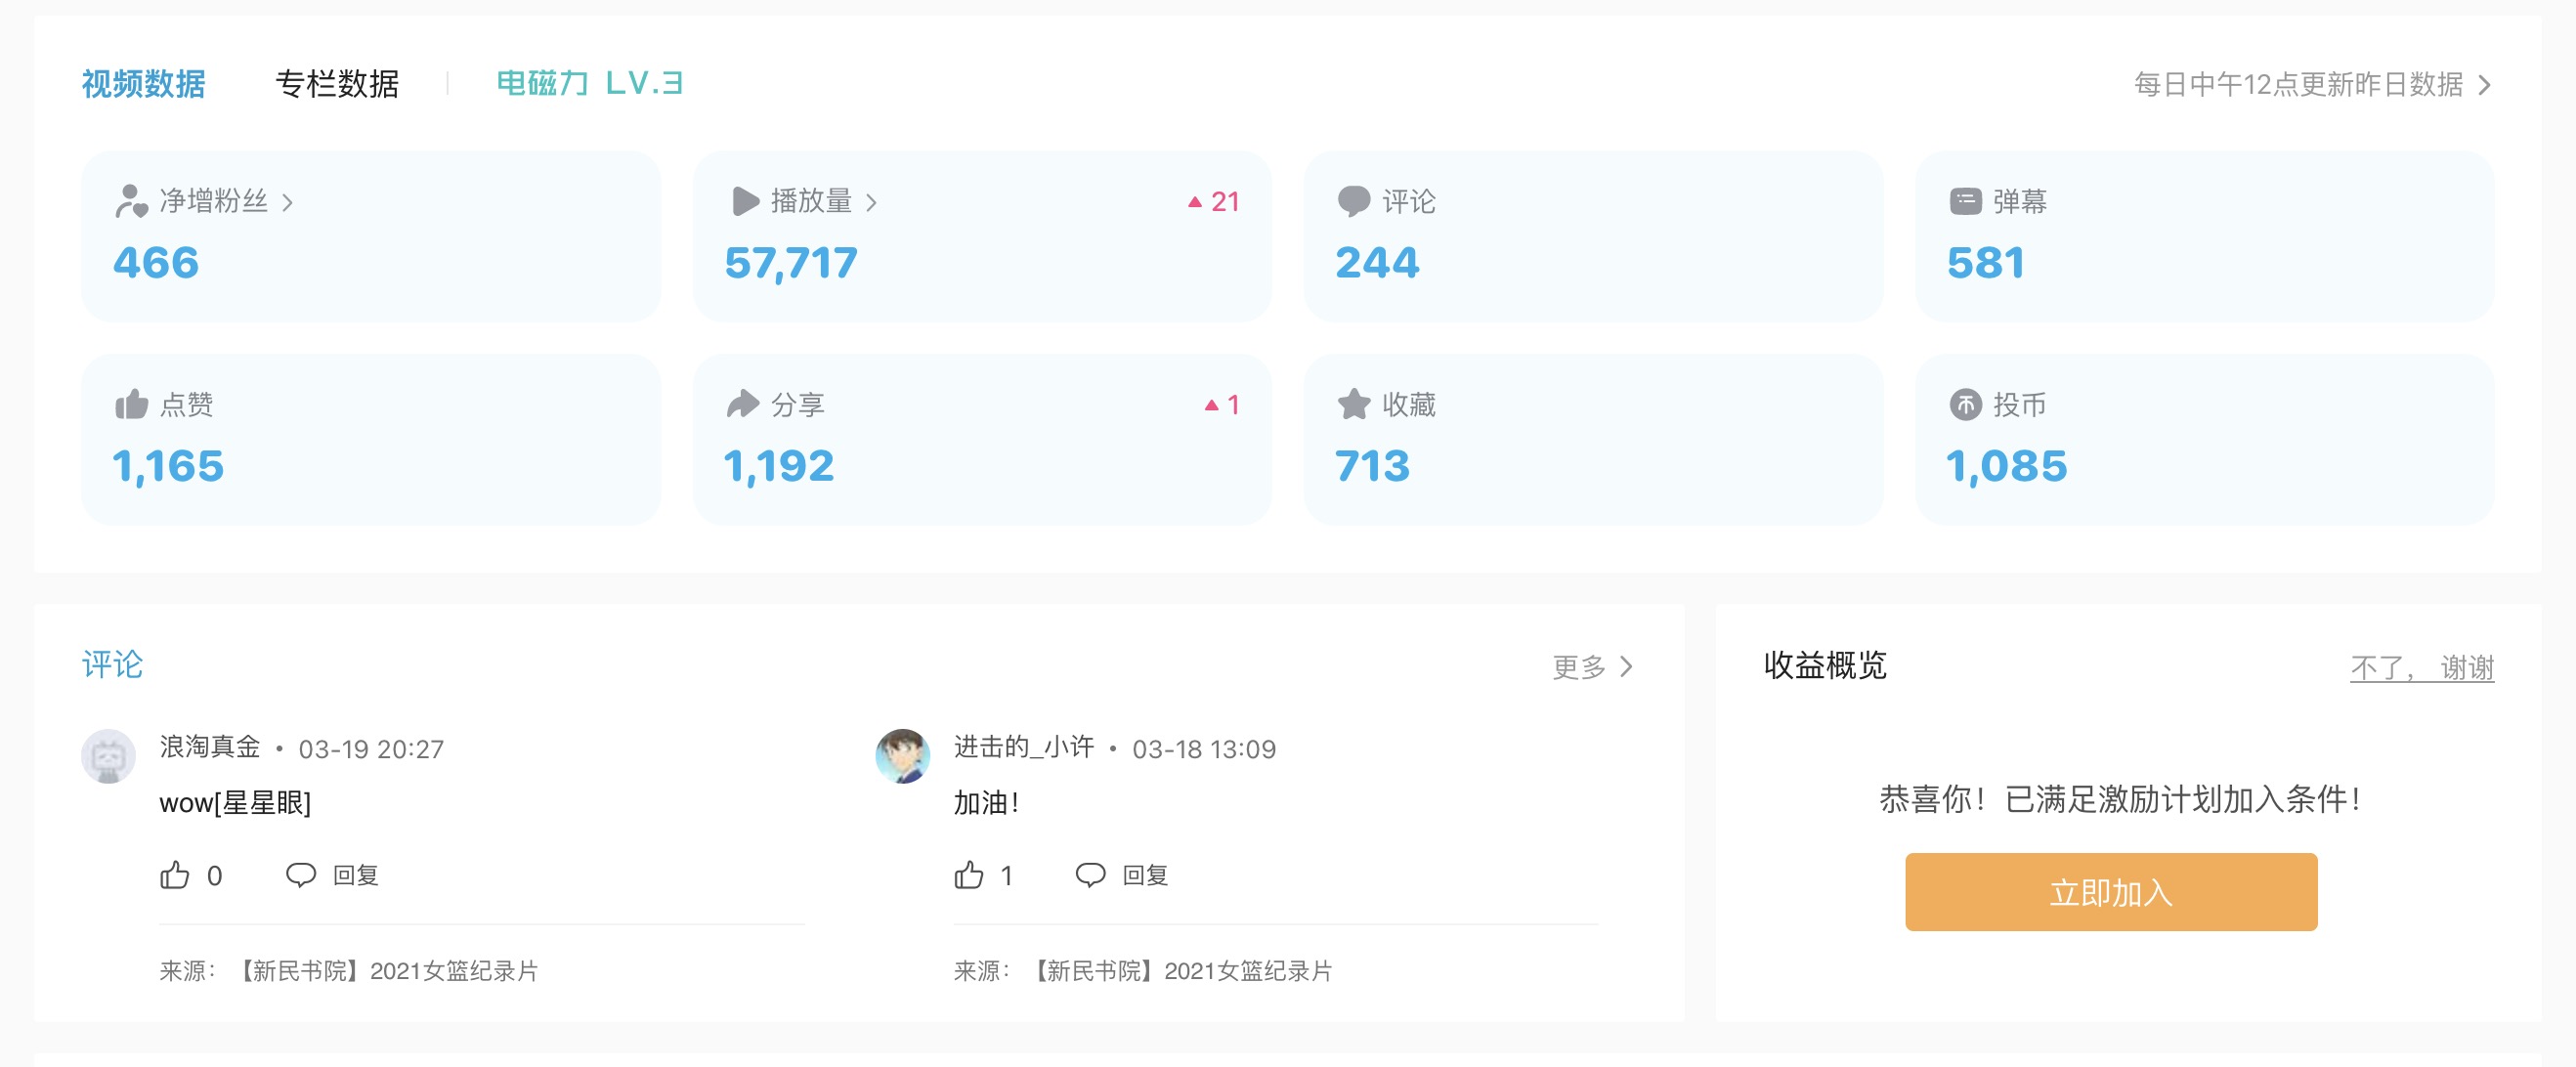 视频数据 专栏数据 电磁力 LV.3 每日中午12点更新昨日数据
净增粉丝 播放量 21 评论 弹幕
466 57,717 244 581
点赞 分享 1 收藏 投币
1,165 1,192 713 1,085
评论 更多
浪淘真金 · 03-19 20:27
wow[星星眼]
0 回复
来源：【新民书院】2021女篮纪录片
进击的_小许 · 03-18 13:09
加油！
1 回复
来源：【新民书院】2021女篮纪录片
收益概览 不了， 谢谢
恭喜你！已满足激励计划加入条件！
立即加入